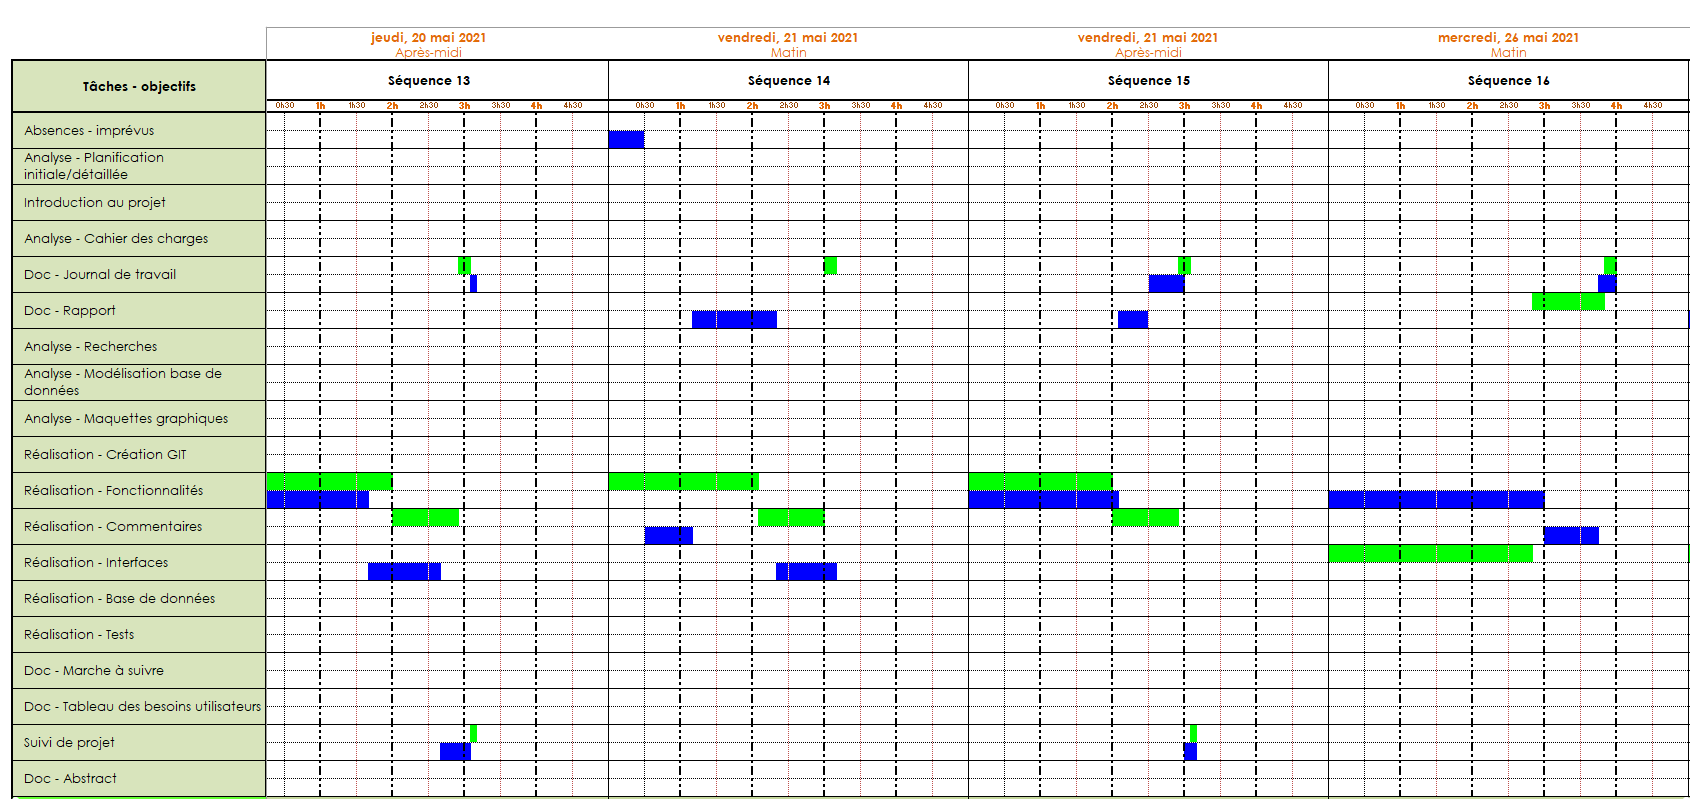 jeudi, 20 mai 2021 vendredi, 21 mai 2021 vendredi, 21 mai 2021 mercredi, 26 mai 2021
Après-midi Matin Après-midi Matin
Tâches - objectifs Séquence 13 Séquence 14 Séquence 15 Séquence 16
0h30 1h 1h30 2h 2h30 3h 3h30 4h 4h30 0h30 1h 1h30 2h 2h30 3h 3h30 4h 4h30 0h30 1h 1h30 2h 2h30 3h 3h30 4h 4h30 0h30 1h 1h30 2h 2h30 3h 3h30 4h 4h30
Absences - imprévus
Analyse - Planification
initiale/détaillée
Introduction au projet
Analyse - Cahier des charges
Doc - Journal de travail
Doc - Rapport
Analyse - Recherches
Analyse - Modélisation base de
données
Analyse - Maquettes graphiques
Réalisation - Création GIT
Réalisation - Fonctionnalités
Réalisation - Commentaires
Réalisation - Interfaces
Réalisation - Base de données
Réalisation - Tests
Doc - Marche à suivre
Doc - Tableau des besoins utilisateurs
Suivi de projet
Doc - Abstract